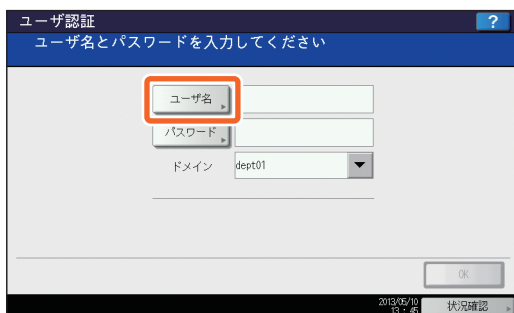 ユーザ認証
?
ユーザ名とパスワードを入力してください
ユーザ名
パスワード
ドメイン dept01
OK
2013/05/10
13:45
状況確認